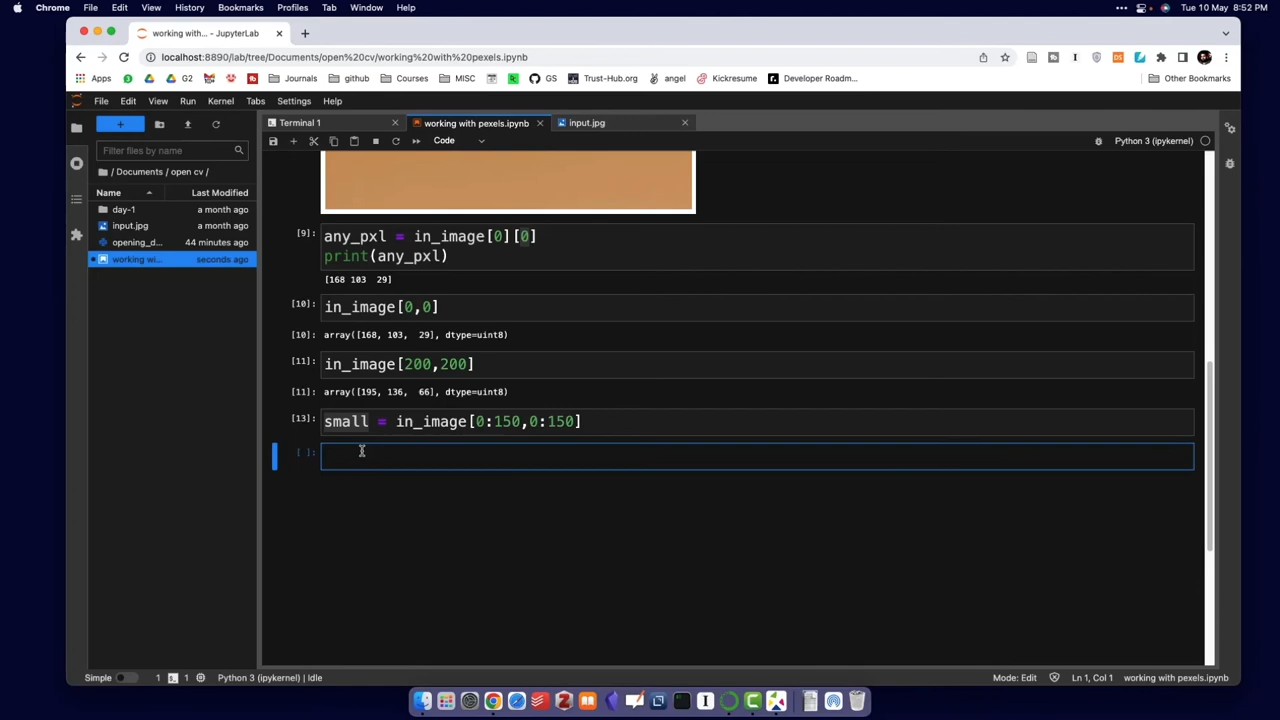 Chrome File Edit View History Bookmarks Profiles Tab Window Help Tue 10 May 8:52 PM
working with... - JupyterLab
localhost:8890/lab/tree/Documents/open%20cv/working%20with%20pexels.ipynb
Apps G2 Journals github Courses MISC GS Trust-Hub.org angel Kickresume Developer Roadm... Other Bookmarks
File Edit View Run Kernel Tabs Settings Help
Terminal 1 working with pexels.ipynb input.jpg
Code Python 3 (ipykernel)
Filter files by name
/ Documents / open cv /
Name Last Modified
day-1 a month ago
input.jpg a month ago
opening_d... 44 minutes ago
working wi... seconds ago
[9]: any_pxl = in_image[0][0]
print(any_pxl)
[168 103  29]
[10]: in_image[0,0]
[10]: array([168, 103,  29], dtype=uint8)
[11]: in_image[200,200]
[11]: array([195, 136,  66], dtype=uint8)
[13]: small = in_image[0:150,0:150]
[ ]:
Simple 1 1 Python 3 (ipykernel) | Idle Mode: Edit Ln 1, Col 1 working with pexels.ipynb